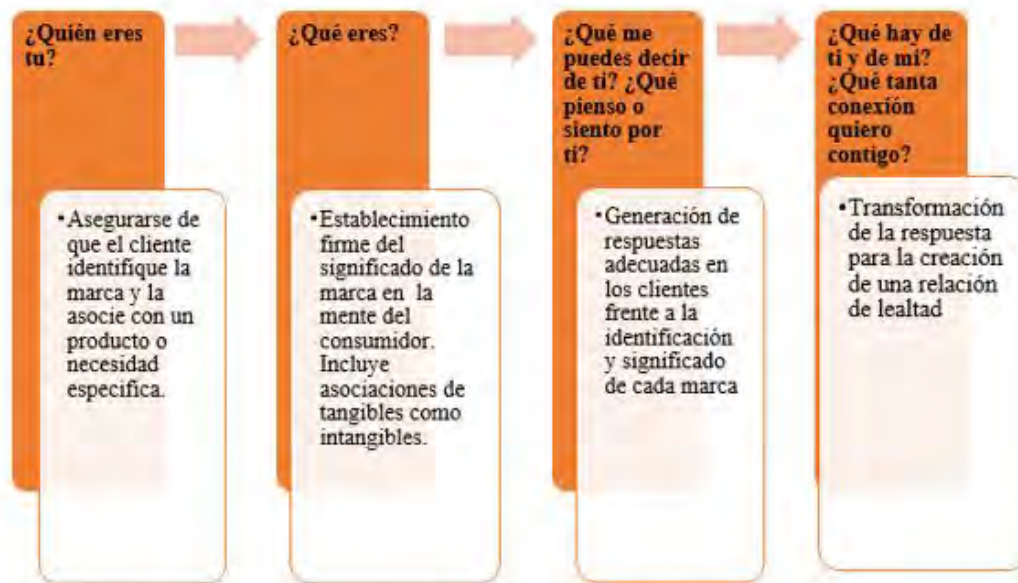 ¿Quién eres
tu?
•Asegurarse de
que el cliente
identifique la
marca y la
asocie con un
producto o
necesidad
especifica.
¿Qué eres?
•Establecimiento
firme del
significado de la
marca en la
mente del
consumidor.
Incluye
asociaciones de
tangibles como
intangibles.
¿Qué me
puedes decir
de ti? ¿Qué
pienso o
siento por
ti?
•Generación de
respuestas
adecuadas en
los clientes
frente a la
identificación
y significado
de cada marca
¿Qué hay de
ti y de mi?
¿Qué tanta
conexión
quiero
contigo?
•Transformación
de la respuesta
para la creación
de una relación
de lealtad